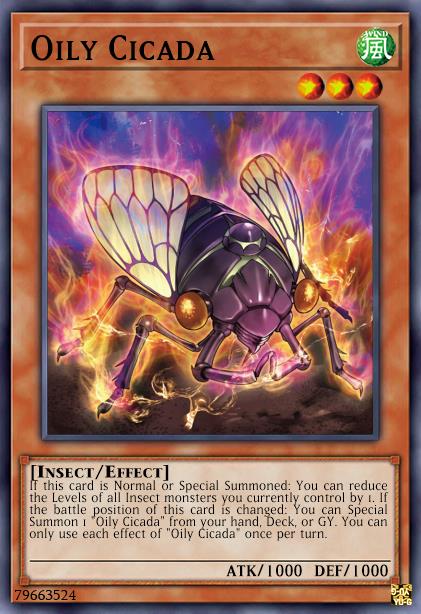 OILY CICADA
WIND
風
[INSECT/EFFECT]
If this card is Normal or Special Summoned: You can reduce
the Levels of all Insect monsters you currently control by 1. If
the battle position of this card is changed: You can Special
Summon 1 "Oily Cicada" from your hand, Deck, or GY. You can
only use each effect of "Oily Cicada" once per turn.
ATK/1000 DEF/1000
79663524